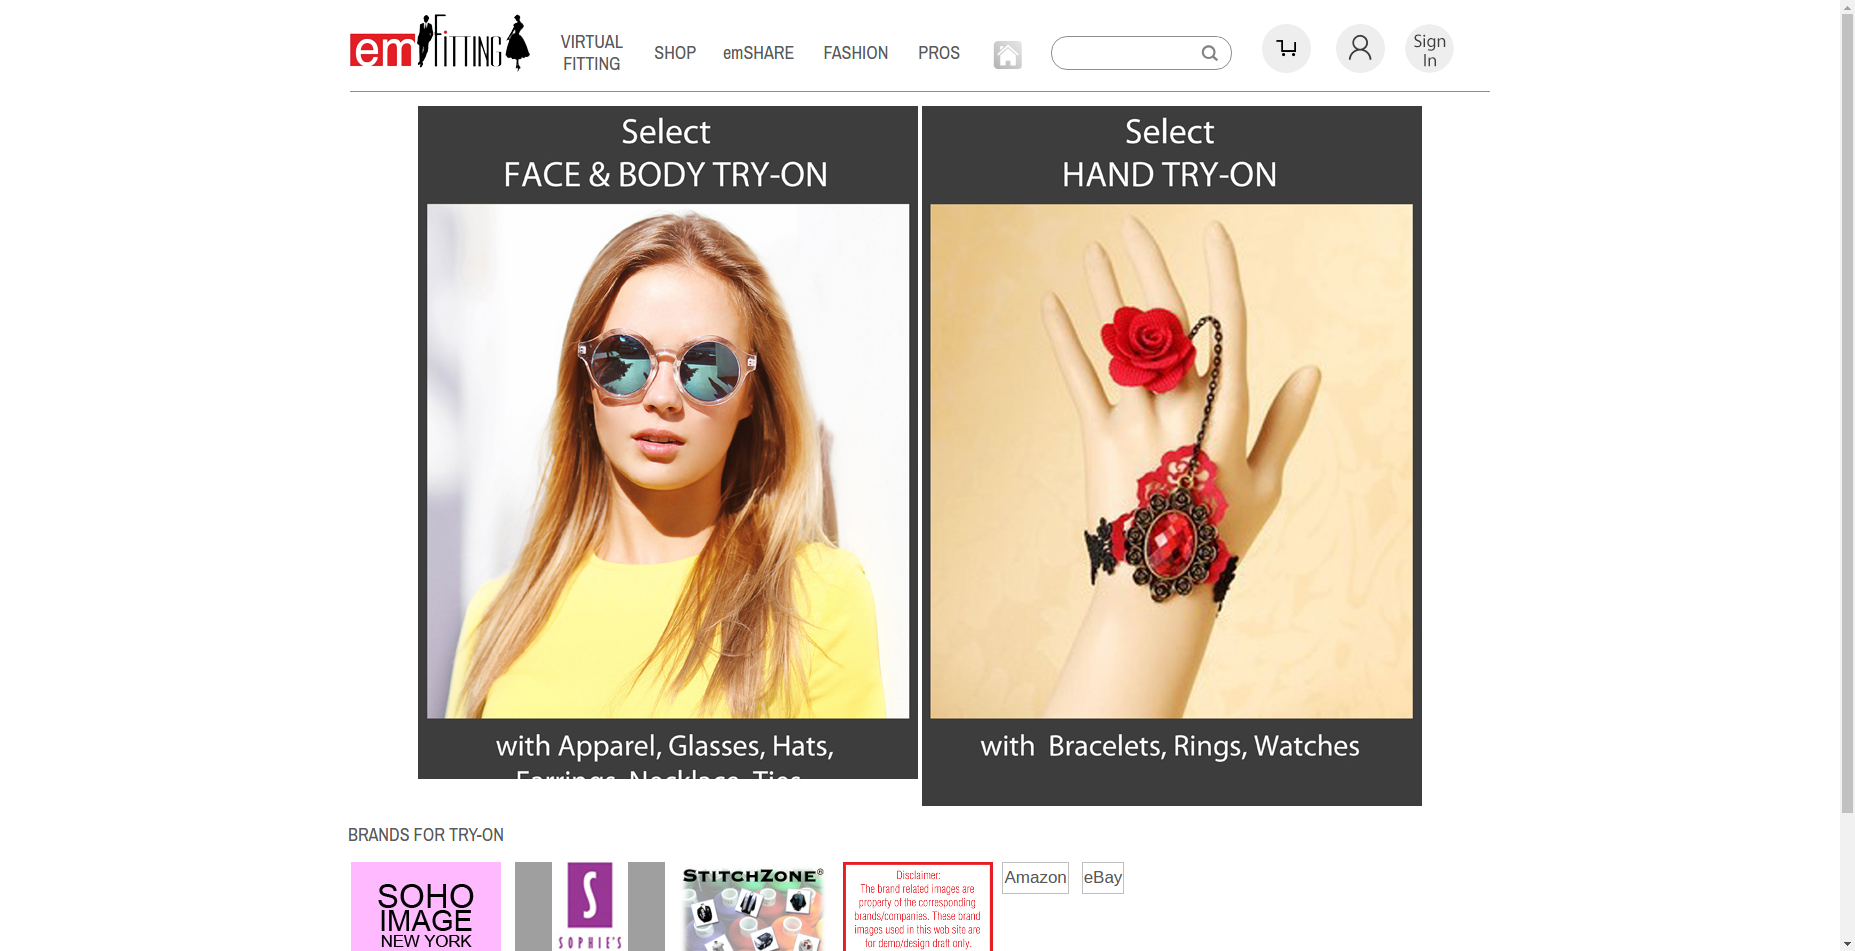 emFITTING
VIRTUAL
FITTING
SHOP
emSHARE
FASHION
PROS
Sign
In
Select
FACE & BODY TRY-ON
with Apparel, Glasses, Hats,
Earrings, Necklace, Ties
Select
HAND TRY-ON
with Bracelets, Rings, Watches
BRANDS FOR TRY-ON
SOHO
IMAGE
NEW YORK
S
SOPHIE'S
STITCHZONE®
Disclaimer:
The brand related images are
property of the corresponding
brands/companies. These brand
images used in this web site are
for demo/design draft only.
Amazon
eBay